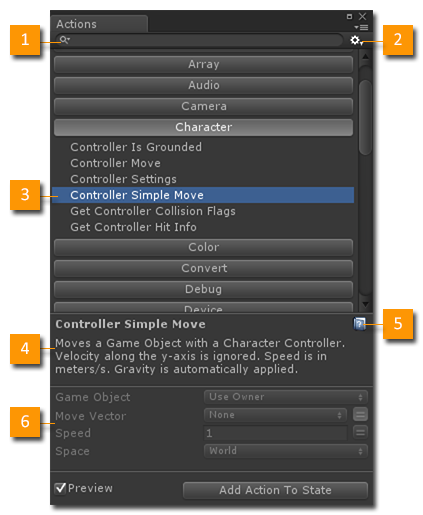 Actions
1
2
Array
Audio
Camera
Character
Controller Is Grounded
Controller Move
Controller Settings
3
Controller Simple Move
Get Controller Collision Flags
Get Controller Hit Info
Color
Convert
Debug
Device
Controller Simple Move
5
4
Moves a Game Object with a Character Controller.
Velocity along the y-axis is ignored. Speed is in
meters/s. Gravity is automatically applied.
Game Object Use Owner
6
Move Vector None
Speed 1
Space World
Preview Add Action To State